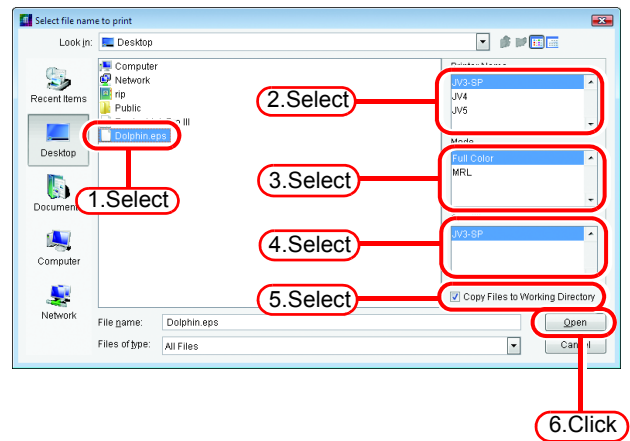 Select file name to print
Look in: Desktop
Computer
Network
rip
Public
III
Dolphin.eps
Recent Items
Desktop
Computer
Network
1.Select
2.Select
3.Select
4.Select
5.Select
6.Click
Printer Name
JV3-SP
JV4
JV5
Mode
Full Color
MRL
JV3-SP
Copy Files to Working Directory
File name: Dolphin.eps
Open
Files of type: All Files